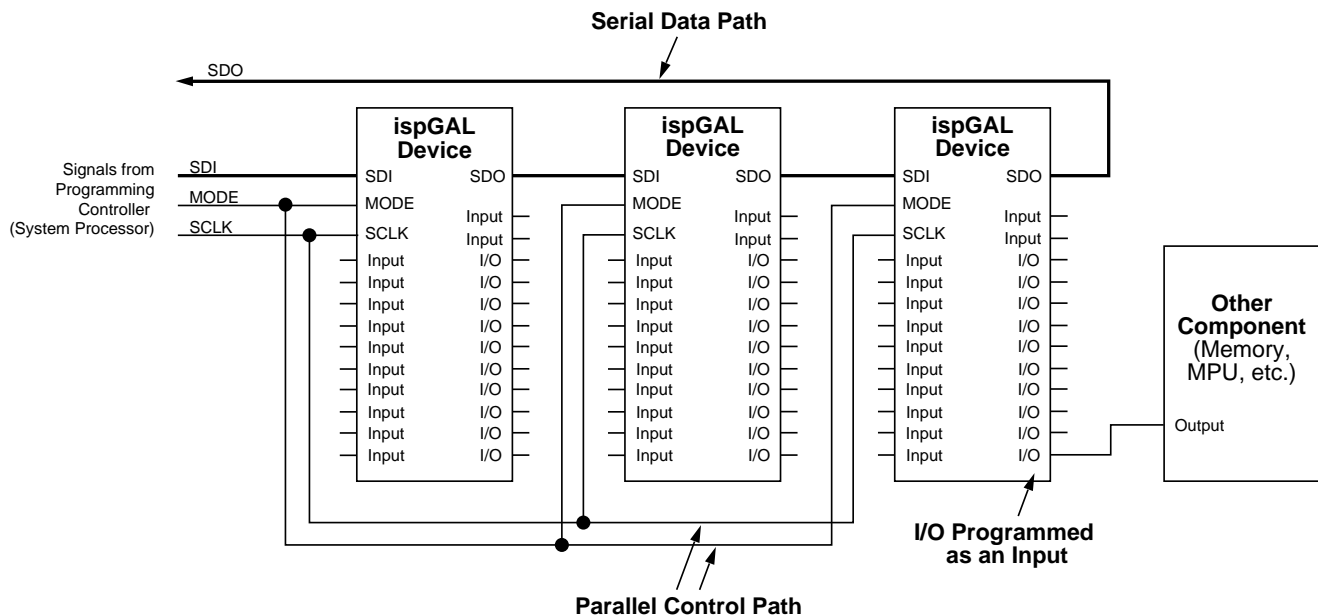 Serial Data Path
SDO
ispGAL
Device
SDI SDO
MODE
Input
SCLK
Input
Input I/O
Input I/O
Input I/O
Input I/O
Input I/O
Input I/O
Input I/O
Input I/O
Input I/O
Input I/O
ispGAL
Device
SDI SDO
MODE
Input
SCLK
Input
Input I/O
Input I/O
Input I/O
Input I/O
Input I/O
Input I/O
Input I/O
Input I/O
Input I/O
Input I/O
ispGAL
Device
SDI SDO
MODE
Input
SCLK
Input
Input I/O
Input I/O
Input I/O
Input I/O
Input I/O
Input I/O
Input I/O
Input I/O
Input I/O
Input I/O
Signals from
Programming
Controller
(System Processor)
SDI
MODE
SCLK
Other
Component
(Memory,
MPU, etc.)
Output
I/O Programmed
as an Input
Parallel Control Path